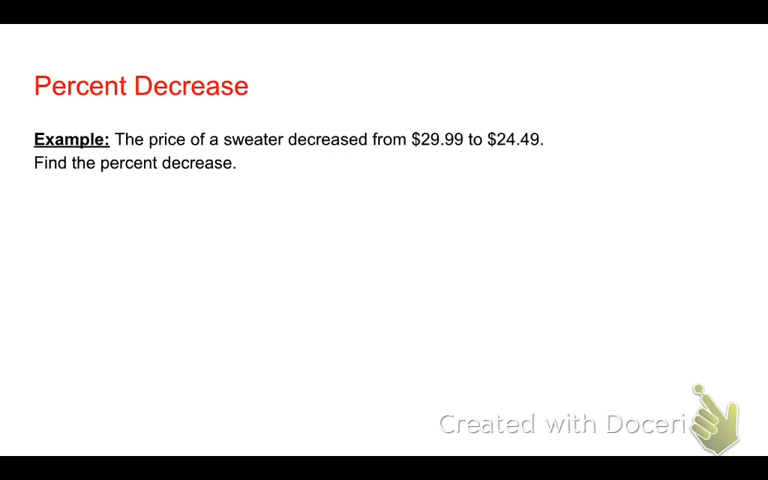 Percent Decrease
Example: The price of a sweater decreased from $29.99 to $24.49.
Find the percent decrease.
Created with Doceri